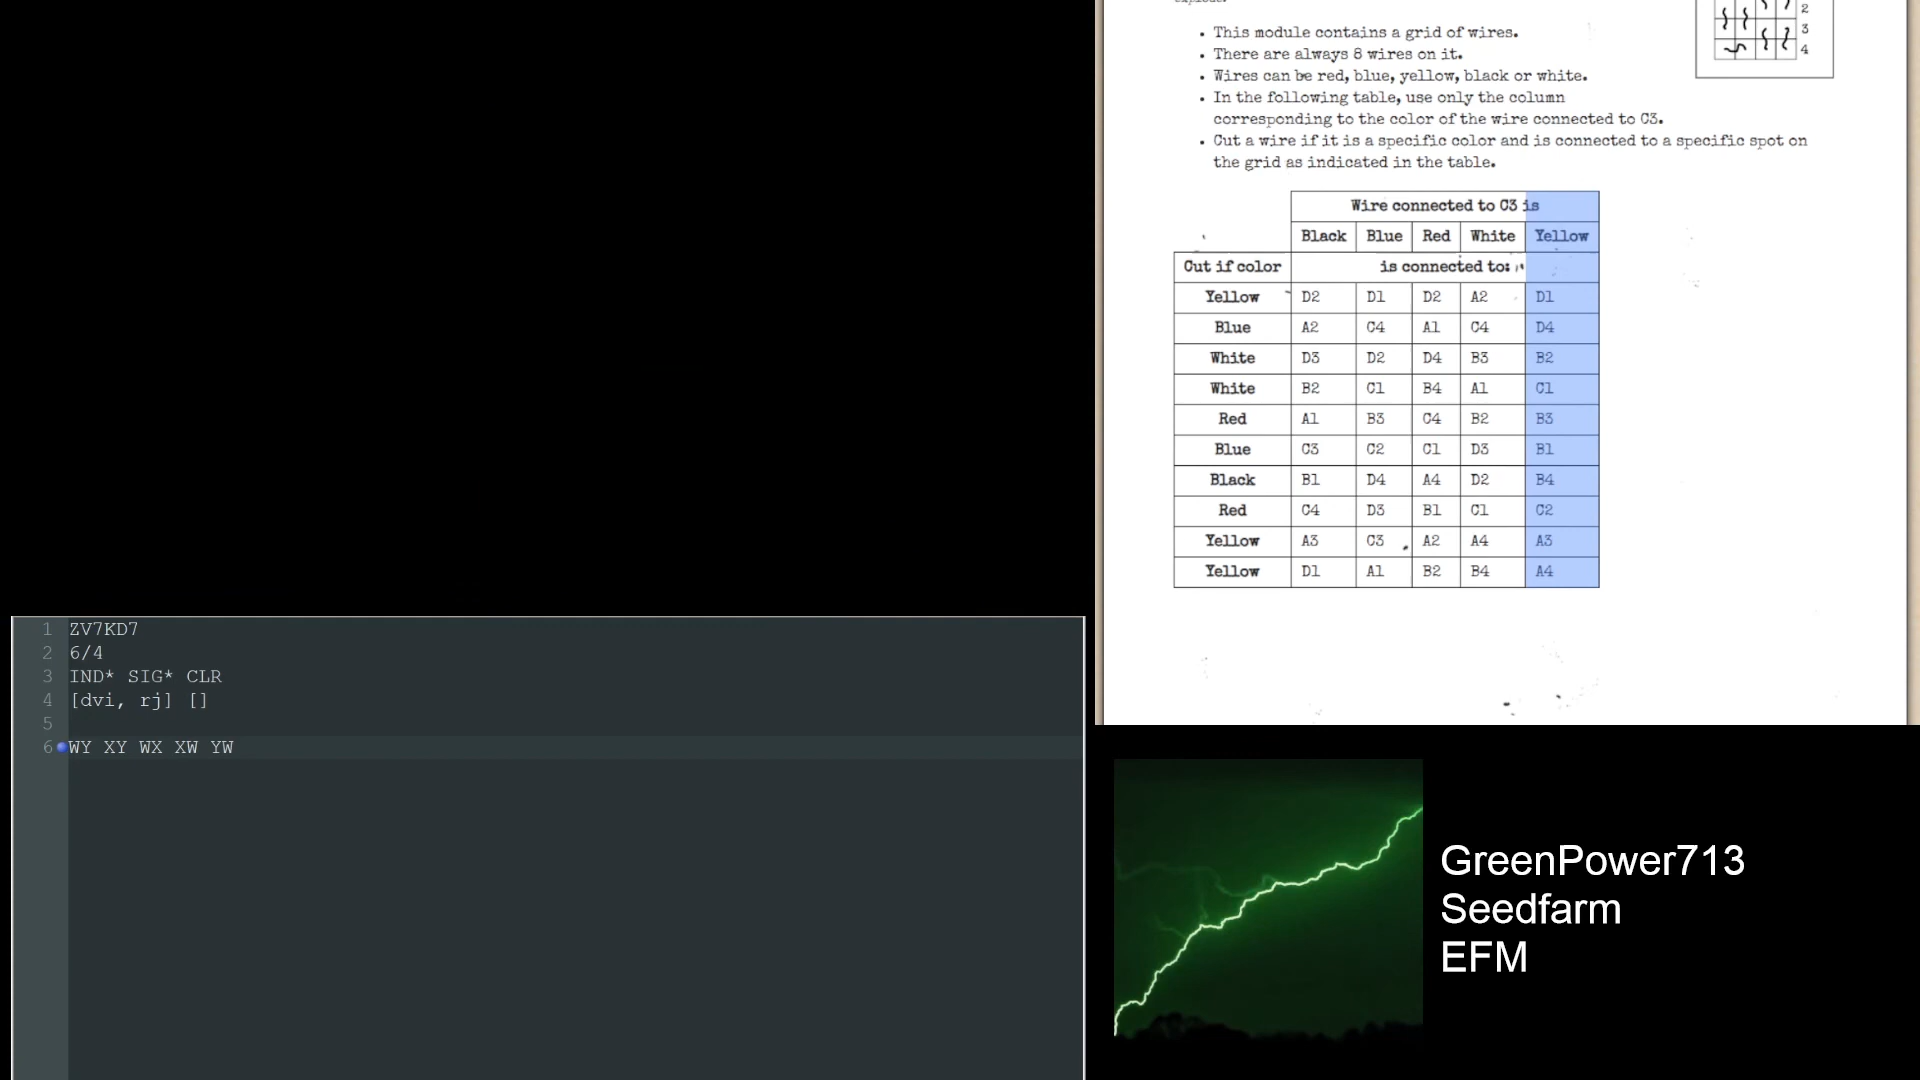 2
3
4
• This module contains a grid of wires.
• There are always 8 wires on it.
• Wires can be red, blue, yellow, black or white.
• In the following table, use only the column
corresponding to the color of the wire connected to C3.
• Cut a wire if it is a specific color and is connected to a specific spot on
the grid as indicated in the table.
Wire connected to C3 is
Black Blue Red White Yellow
Cut if color is connected to:
Yellow D2 D1 D2 A2 D1
Blue A2 C4 A1 C4 D4
White D3 D2 D4 B3 B2
White B2 C1 B4 A1 C1
Red A1 B3 C4 B2 B3
Blue C3 C2 C1 D3 B1
Black B1 D4 A4 D2 B4
Red C4 D3 B1 C1 C2
Yellow A3 C3 A2 A4 A3
Yellow D1 A1 B2 B4 A4
1 ZV7KD7
2 6/4
3 IND* SIG* CLR
4 [dvi, rj] []
5
6 WY XY WX XW YW
GreenPower713
Seedfarm
EFM